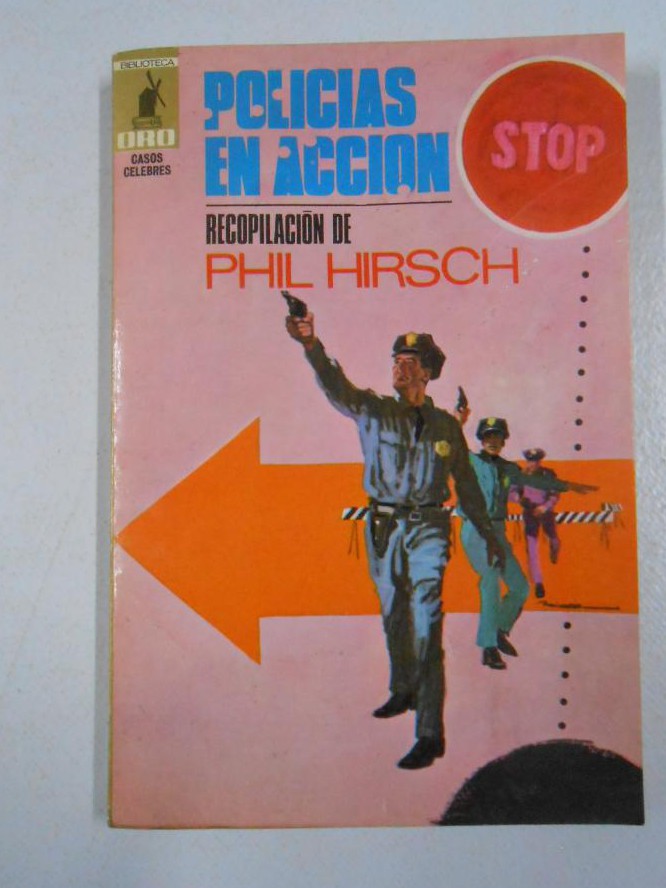 BIBLIOTECA
ORO
CASOS
CELEBRES
POLICIAS
EN ACCION
RECOPILACIÓN DE
PHIL HIRSCH
STOP